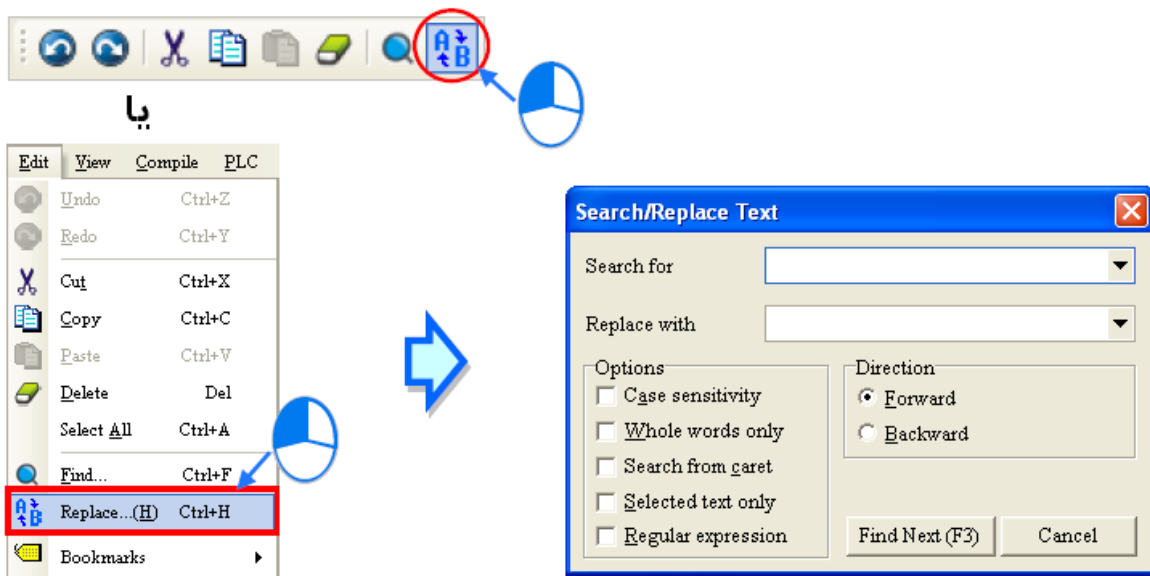 یا
Edit View Compile PLC
Undo Ctrl+Z
Redo Ctrl+Y
Cut Ctrl+X
Copy Ctrl+C
Paste Ctrl+V
Delete Del
Select All Ctrl+A
Find... Ctrl+F
Replace...(H) Ctrl+H
Bookmarks
Search/Replace Text
Search for
Replace with
Options
Case sensitivity
Whole words only
Search from caret
Selected text only
Regular expression
Direction
Forward
Backward
Find Next (F3) Cancel